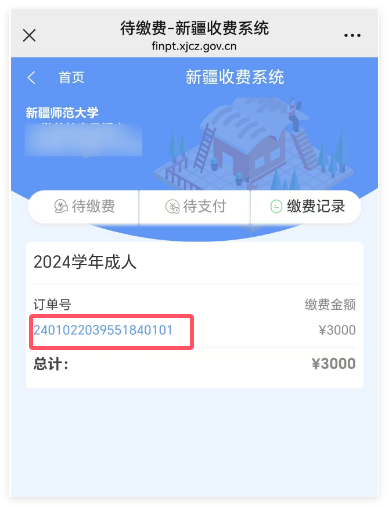 待缴费-新疆收费系统
finpt.xjcz.gov.cn
首页
新疆收费系统
新疆师范大学
待缴费
待支付
缴费记录
2024学年成人
订单号
缴费金额
2401022039551840101
¥3000
总计：
¥3000